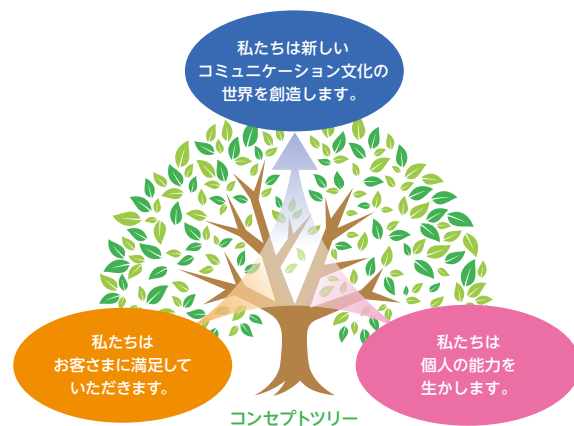 私たちは新しい
コミュニケーション文化の
世界を創造します。
私たちは
お客さまに満足して
いただきます。
私たちは
個人の能力を
生かします。
コンセプトツリー